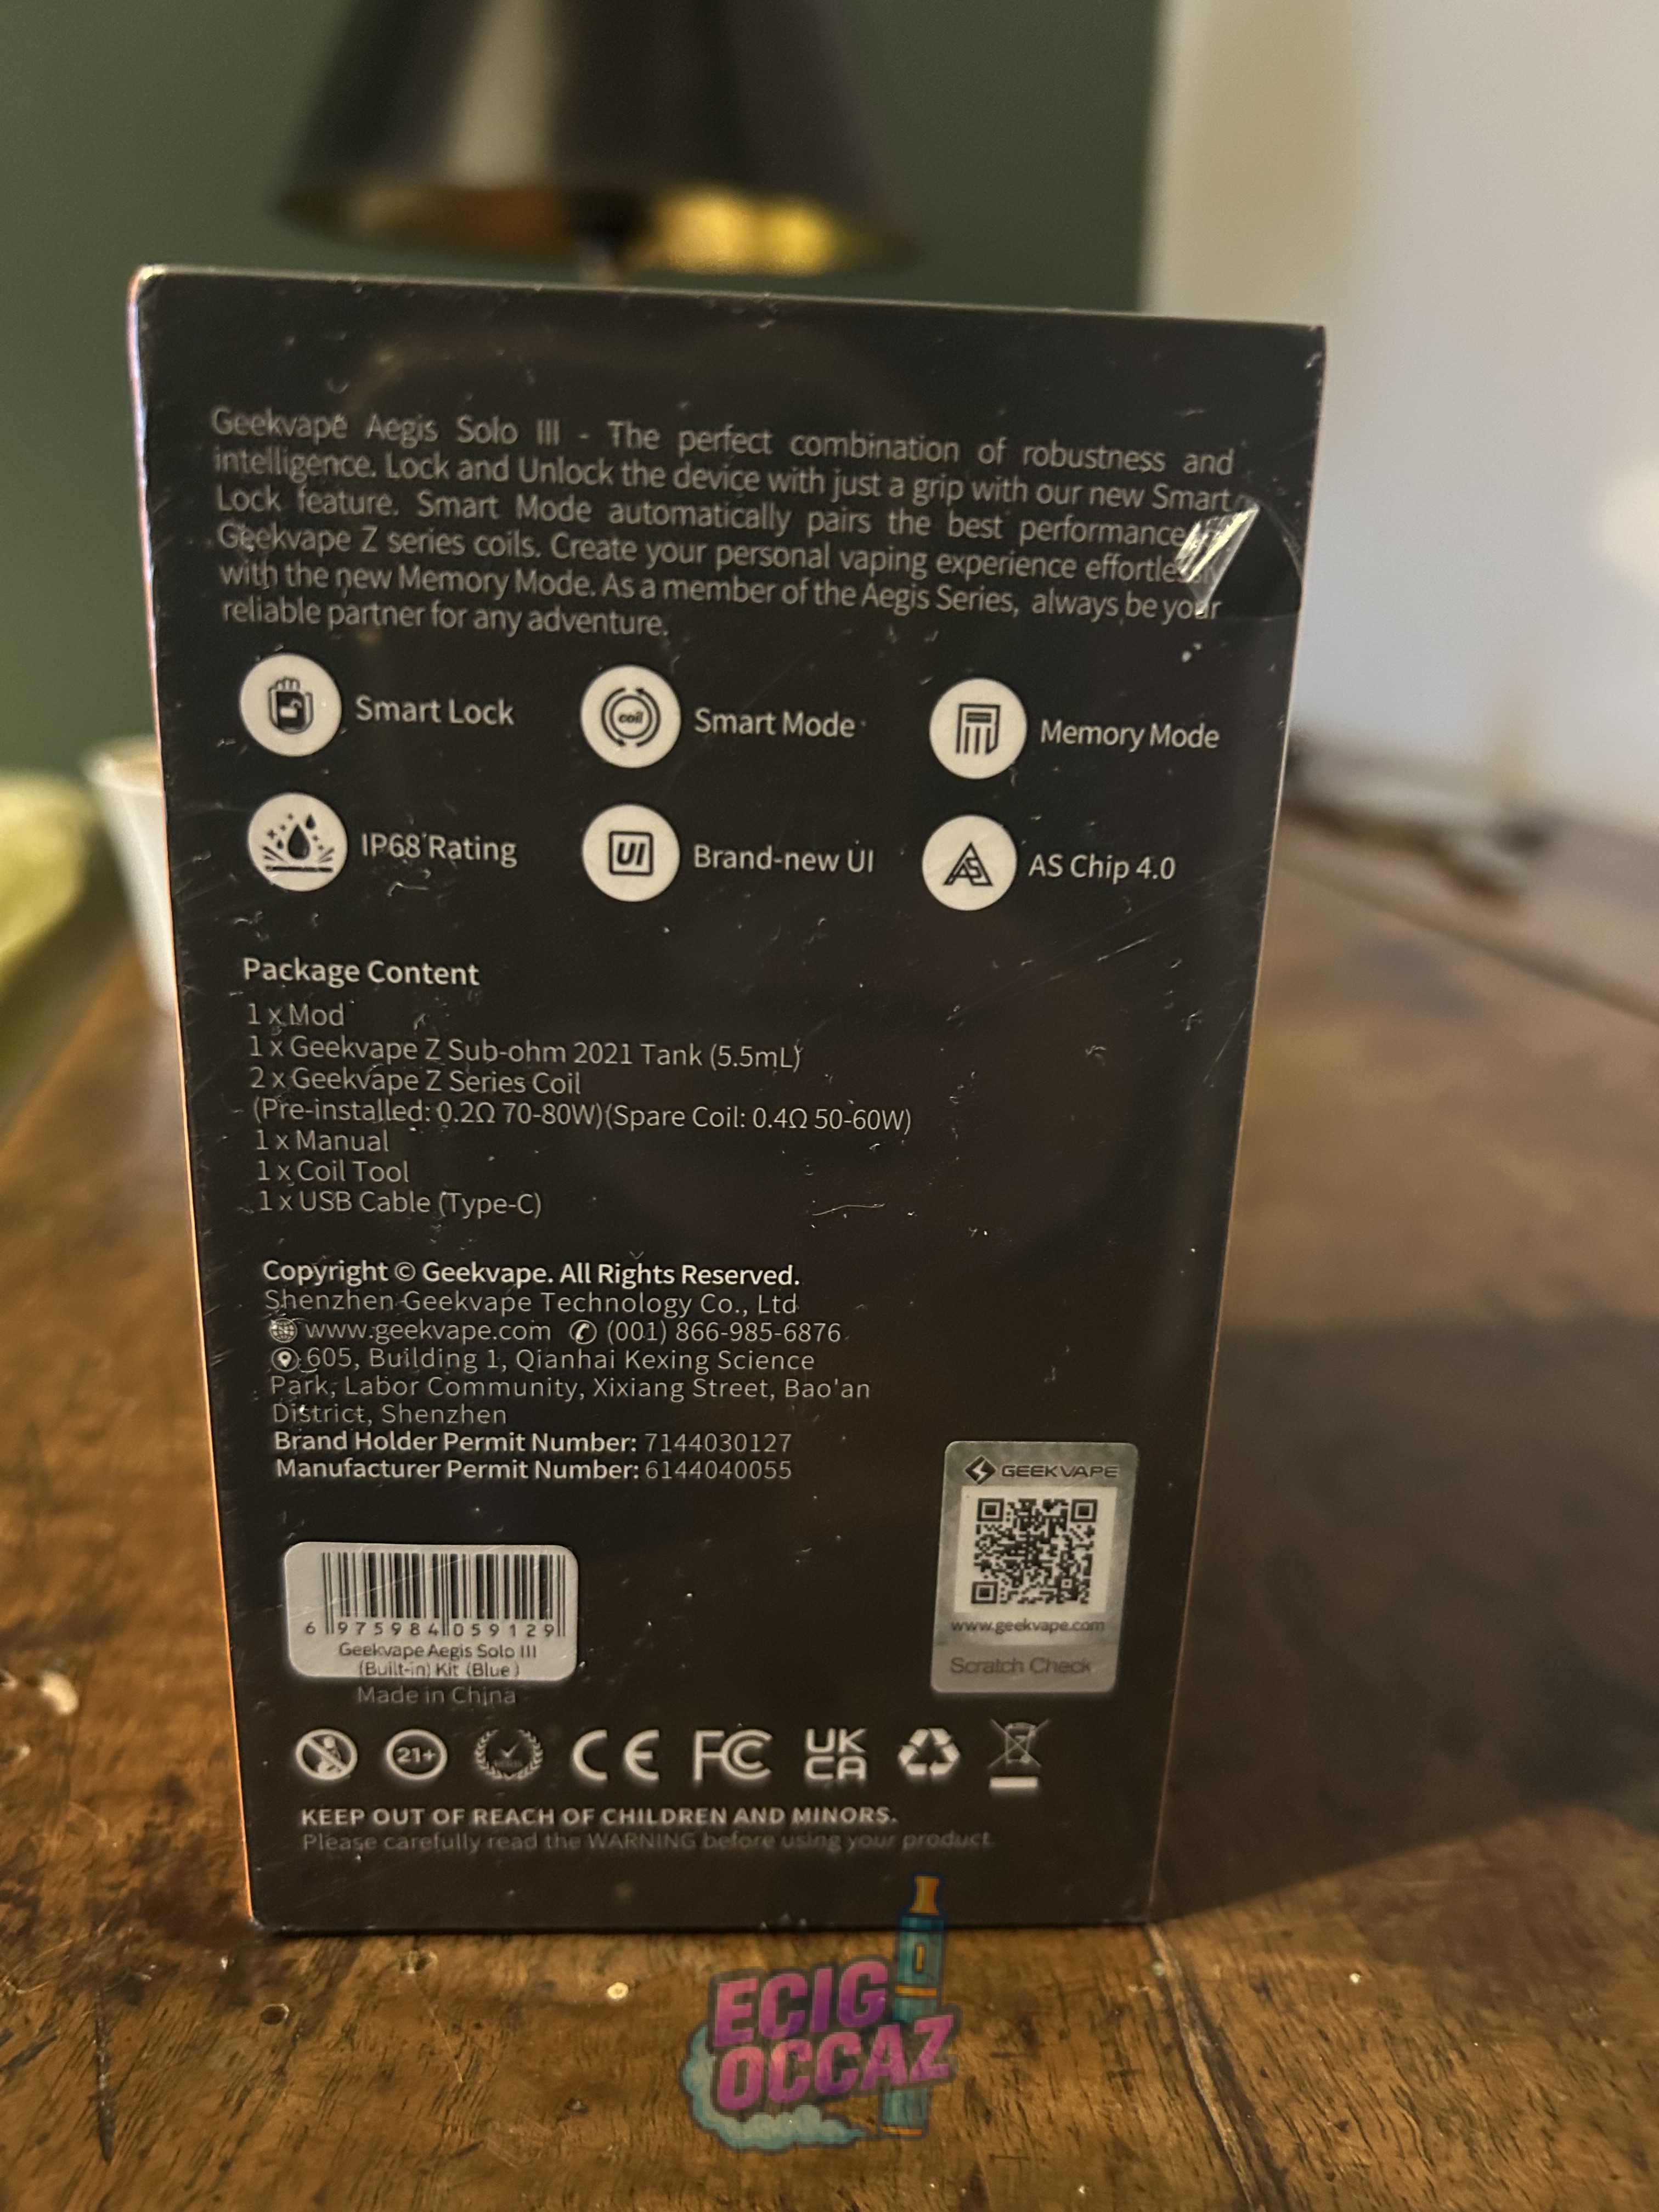 Geekvape Aegis Solo III - The perfect combination of robustness and
intelligence. Lock and Unlock the device with just a grip with our new Smart
Lock feature. Smart Mode automatically pairs the best performance
Geekvape Z series coils. Create your personal vaping experience
with the new Memory Mode. As a member of the Aegis Series, always be your
reliable partner for any adventure.
Smart Lock
coil
Smart Mode
Memory Mode
IP68 Rating
UI
Brand-new UI
AS
AS Chip 4.0
Package Content
1 x Mod
1 x Geekvape Z Sub-ohm 2021 Tank (5.5mL)
2 x Geekvape Z Series Coil
(Pre-installed: 0.2Ω 70-80W)(Spare Coil: 0.4Ω 50-60W)
1 x Manual
1 x Coil Tool
1 x USB Cable (Type-C)
Copyright © Geekvape. All Rights Reserved.
Shenzhen Geekvape Technology Co., Ltd
www.geekvape.com (001) 866-985-6876
605, Building 1, Qianhai Kexing Science
Park, Labor Community, Xixiang Street, Bao'an
District, Shenzhen
Brand Holder Permit Number: 7144030127
Manufacturer Permit Number: 6144040055
GEEKVAPE
www.geekvape.com
Scratch Check
6 975984 059129
Geekvape Aegis Solo III
(Built-in) Kit (Blue)
Made in China
21+
CE
FC
UK
CA
KEEP OUT OF REACH OF CHILDREN AND MINORS.
Please carefully read the WARNING before using your product
ECIG
OCCAZ